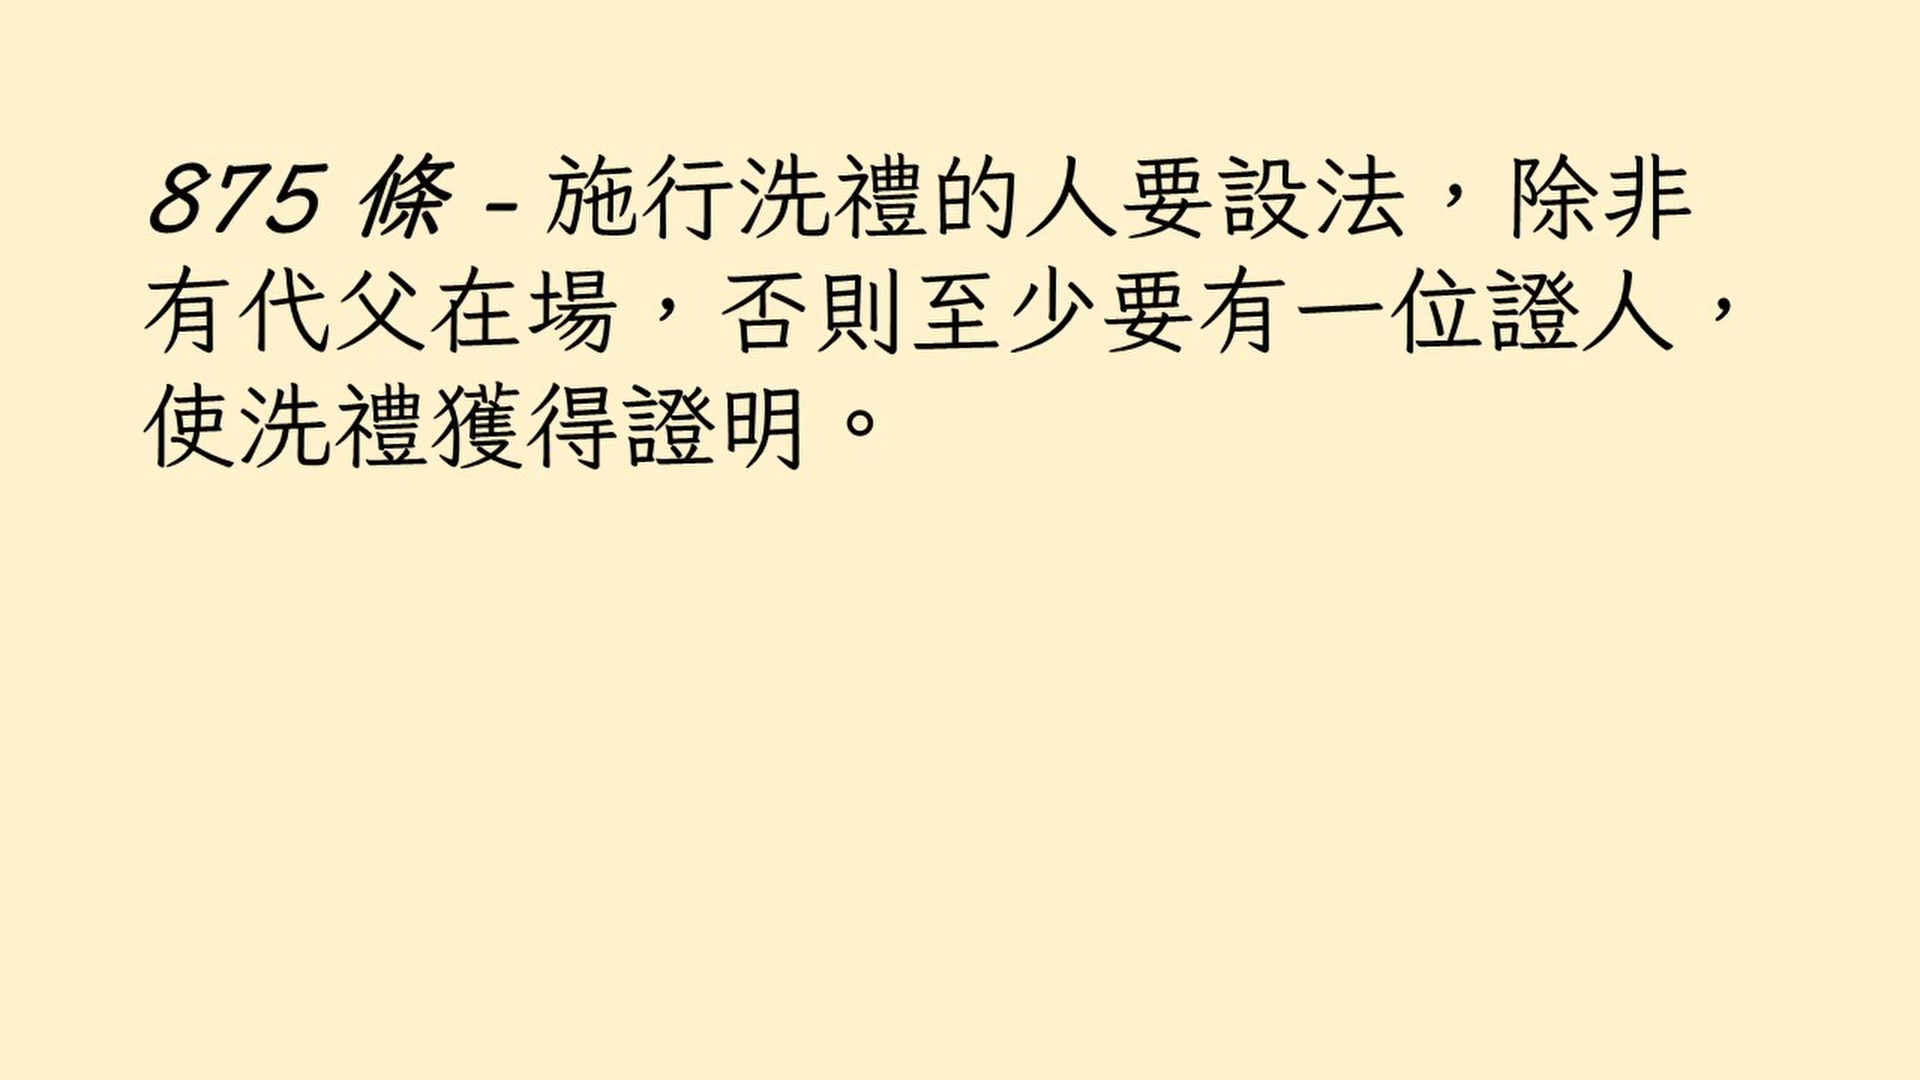 875 條 - 施行洗禮的人要設法，除非
有代父在場，否則至少要有一位證人，
使洗禮獲得證明。